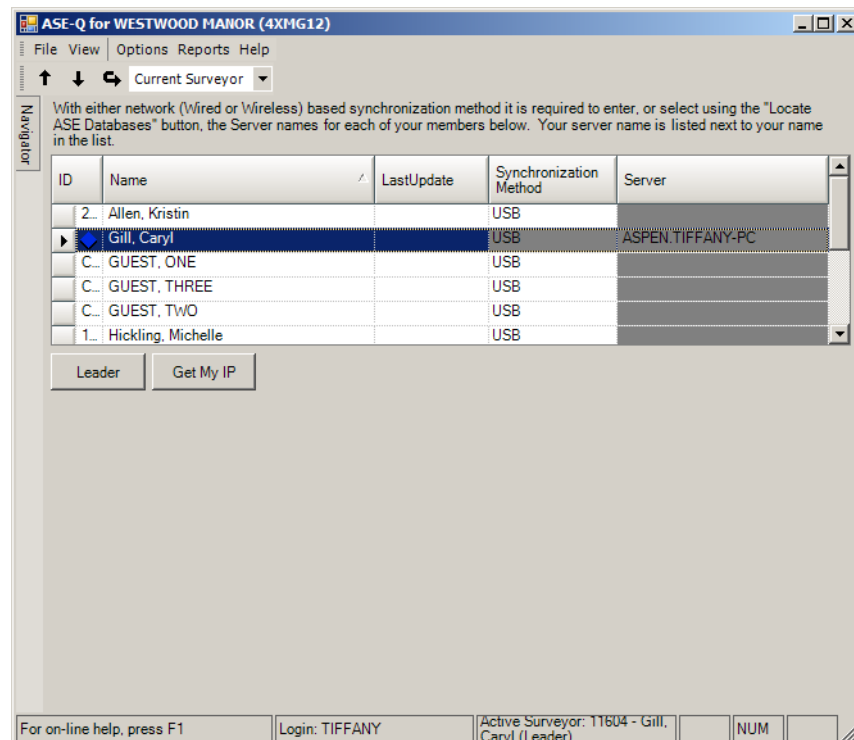 ASE-Q for WESTWOOD MANOR (4XMG12)
File View Options Reports Help
Current Surveyor
Navigator
With either network (Wired or Wireless) based synchronization method it is required to enter, or select using the "Locate
ASE Databases" button, the Server names for each of your members below. Your server name is listed next to your name
in the list.
ID Name LastUpdate Synchronization Method Server
2... Allen, Kristin USB
Gill, Caryl USB ASPEN.TIFFANY-PC
C... GUEST, ONE USB
C... GUEST, THREE USB
C... GUEST, TWO USB
1... Hickling, Michelle USB
Leader Get My IP
For on-line help, press F1 Login: TIFFANY Active Surveyor: 11604 - Gill, Caryl (Leader) NUM